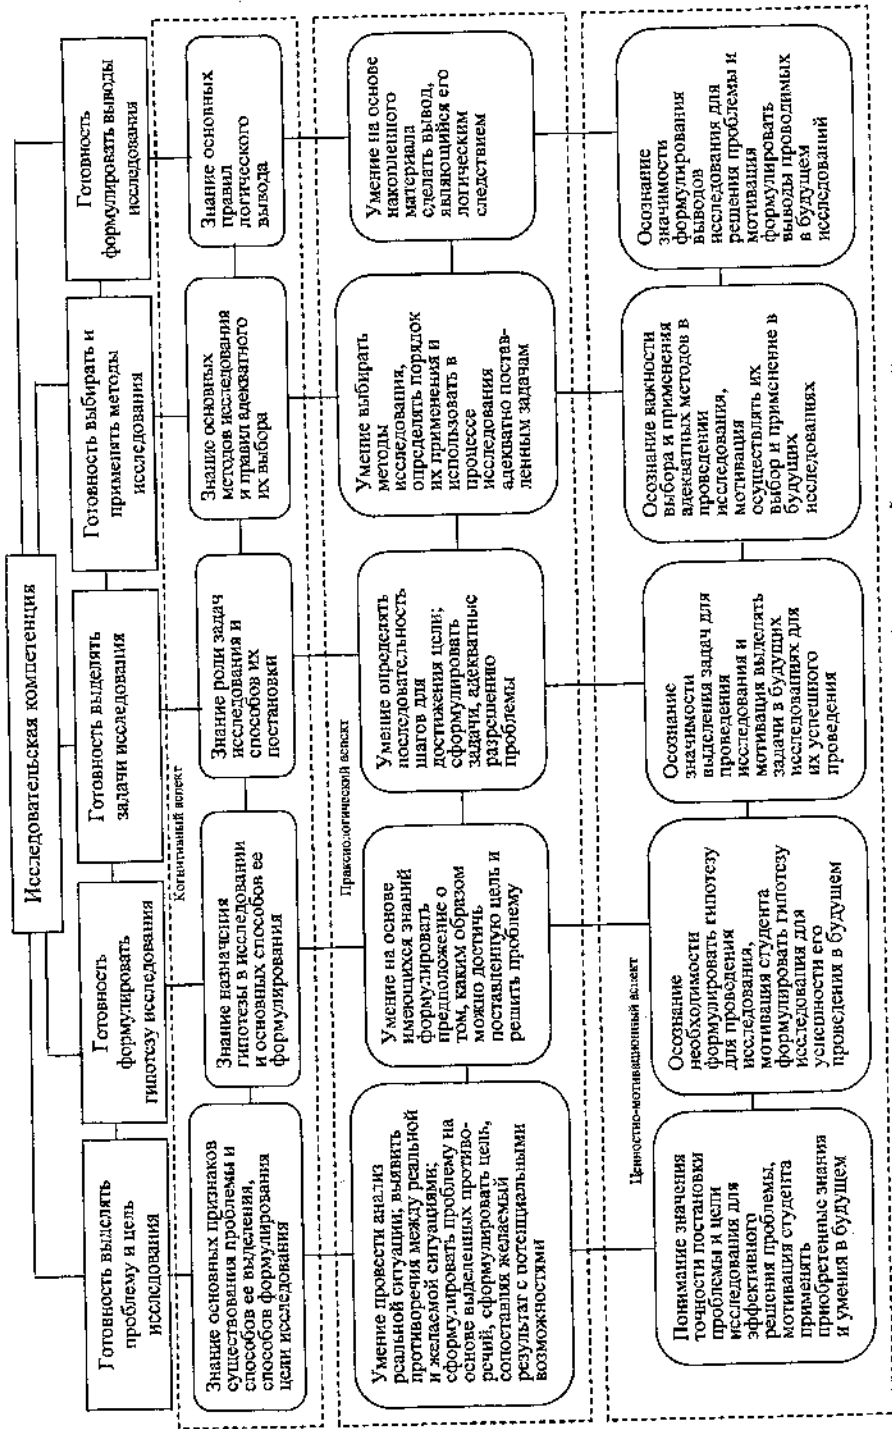 Исследовательская компетенция
Готовность выделять
проблему и цель
исследования
Готовность
формулировать
гипотезу исследования
Готовность выделять
задачи исследования
Готовность выбирать и
применять методы
исследования
Готовность
формулировать выводы
исследования
Когнитивный аспект
Знание основных признаков
существования проблемы и
способов ее выделения,
способов формулирования
цели исследования
Знание назначения
гипотезы в исследовании
и основных способов ее
формулирования
Знание роли задач
исследования и
способов их
постановки
Знание основных
методов исследования
и правил адекватного
их выбора
Знание основных
правил
логического
вывода
Праксиологический аспект
Умение провести анализ
реальной ситуации; выявить
противоречия между реальной
и желаемой ситуациями;
сформулировать проблему на
основе выделенных противо-
речий, сформулировать цель,
сопоставляя желаемый
результат с потенциальными
возможностями
Умение на основе
имеющихся знаний
формулировать
предположение о
том, каким образом
можно достичь
поставленную цель и
решить проблему
Умение определять
последовательность
шагов для
достижения цели;
сформулировать
задачи, адекватные
разрешению
проблемы
Умение выбирать
методы
исследования,
определять порядок
их применения и
использовать в
процессе
исследования
адекватно постав-
ленным задачам
Умение на основе
накопленного
материала
сделать вывод,
являющийся его
логическим
следствием
Ценностно-мотивационный аспект
Понимание значения
точности постановки
проблемы и цели
исследования для
эффективного
решения проблемы,
мотивация студента
применять
приобретенные знания
и умения в будущем
Осознание
необходимости
формулировать гипотезу
для проведения
исследования,
мотивация студента
формулировать гипотезу
исследования для
успешности его
проведения в будущем
Осознание
значимости
выделения задач для
проведения
исследования и
мотивация выделять
задачи в будущих
исследованиях для
их успешного
проведения
Осознание важности
выбора и применения
адекватных методов в
проведении
исследования,
мотивация
осуществлять их
выбор и применение в
будущих
исследованиях
Осознание
значимости
формулирования
выводов
исследования для
решения проблемы и
мотивация
формулировать
выводы проводимых
в будущем
исследований